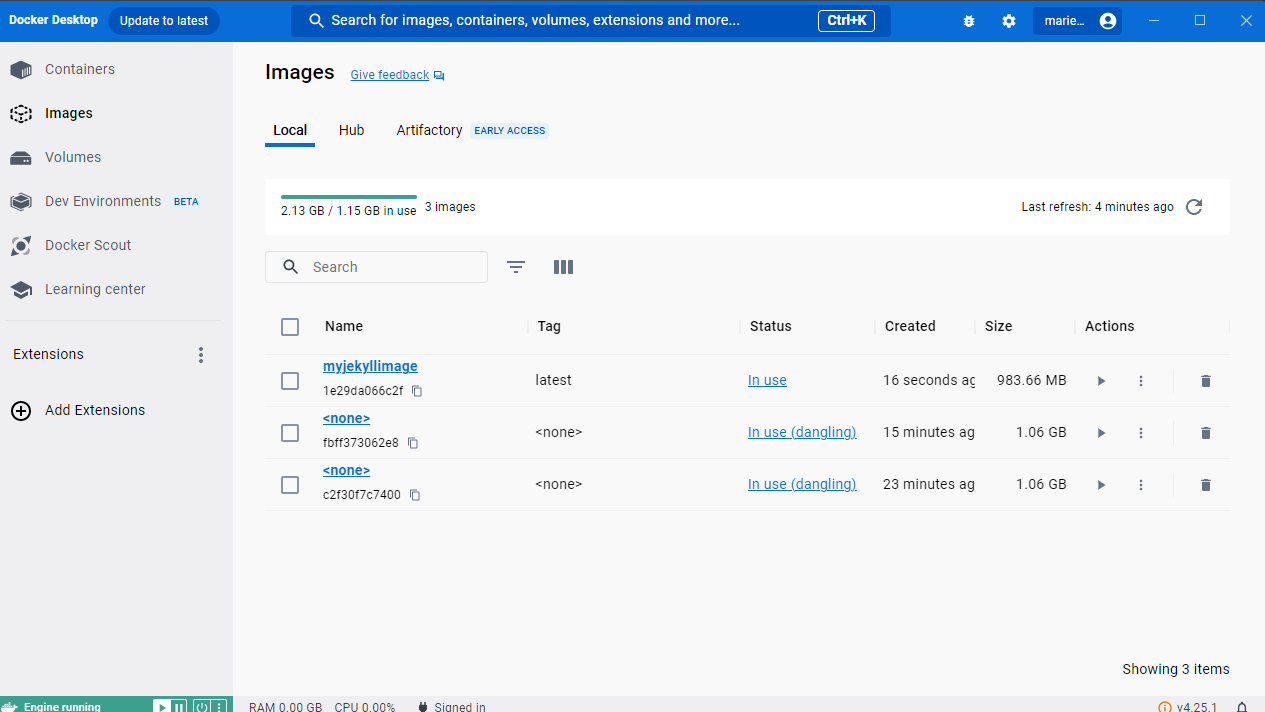 Docker Desktop Update to latest Search for images, containers, volumes, extensions and more... Ctrl+K marie...
Containers
Images
Volumes
Dev Environments BETA
Docker Scout
Learning center
Extensions
Add Extensions
Images Give feedback
Local Hub Artifactory EARLY ACCESS
2.13 GB / 1.15 GB in use 3 images Last refresh: 4 minutes ago
Search
Name Tag Status Created Size Actions
myjekyllimage
1e29da066c2f latest In use 16 seconds ag 983.66 MB
<none>
fbff373062e8 <none> In use (dangling) 15 minutes ag 1.06 GB
<none>
c2f30f7c7400 <none> In use (dangling) 23 minutes ag 1.06 GB
Showing 3 items
Engine running RAM 0.00 GB CPU 0.00% Signed in v4.25.1